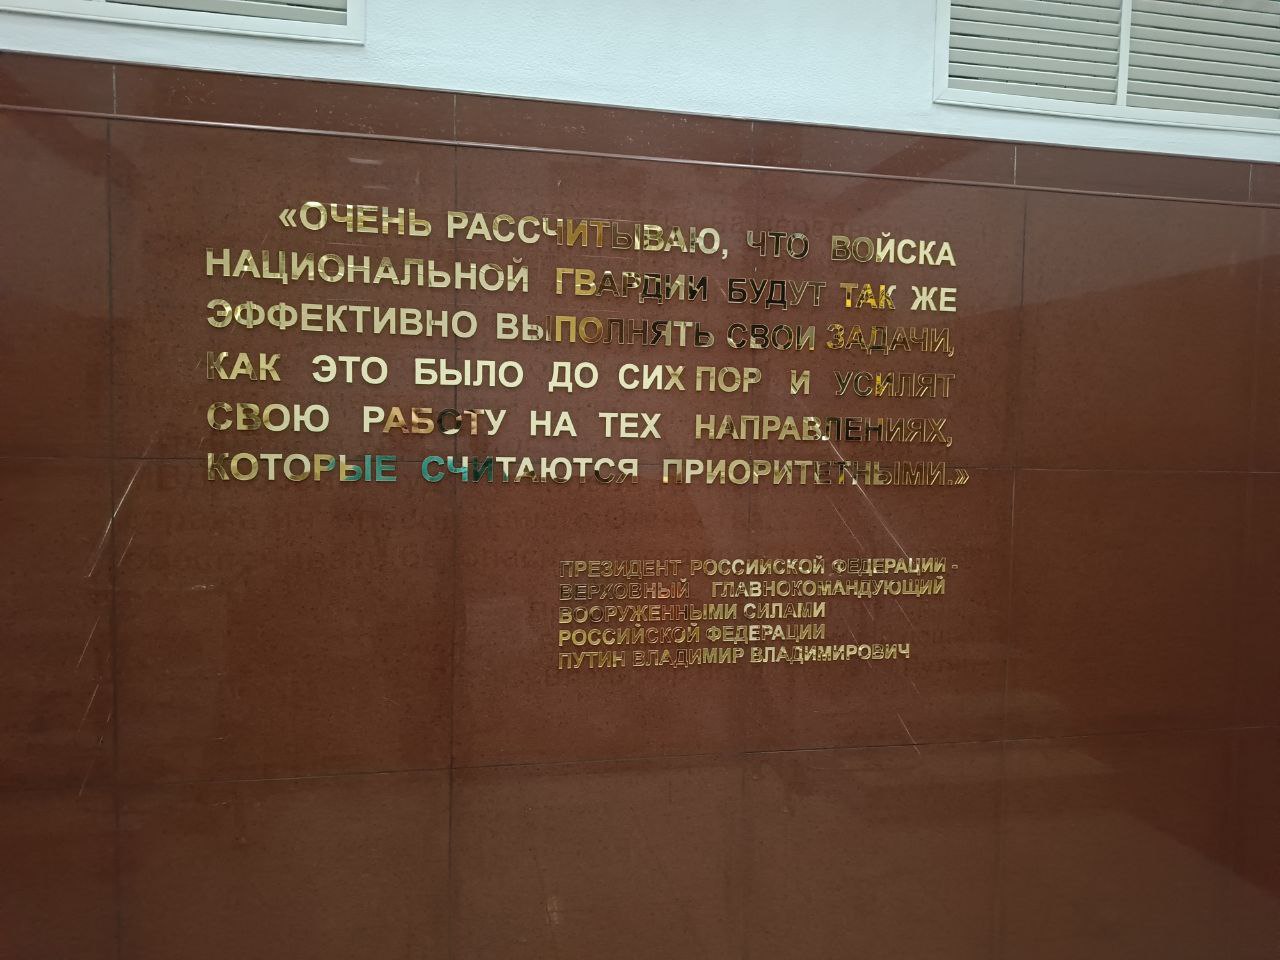 «ОЧЕНЬ РАССЧИТЫВАЮ, ЧТО ВОЙСКА
НАЦИОНАЛЬНОЙ ГВАРДИИ БУДУТ ТАК ЖЕ
ЭФФЕКТИВНО ВЫПОЛНЯТЬ СВОИ ЗАДАЧИ,
КАК ЭТО БЫЛО ДО СИХ ПОР И УСИЛЯТ
СВОЮ РАБОТУ НА ТЕХ НАПРАВЛЕНИЯХ,
КОТОРЫЕ СЧИТАЮТСЯ ПРИОРИТЕТНЫМИ.»
ПРЕЗИДЕНТ РОССИЙСКОЙ ФЕДЕРАЦИИ -
ВЕРХОВНЫЙ ГЛАВНОКОМАНДУЮЩИЙ
ВООРУЖЕННЫМИ СИЛАМИ
РОССИЙСКОЙ ФЕДЕРАЦИИ
ПУТИН ВЛАДИМИР ВЛАДИМИРОВИЧ